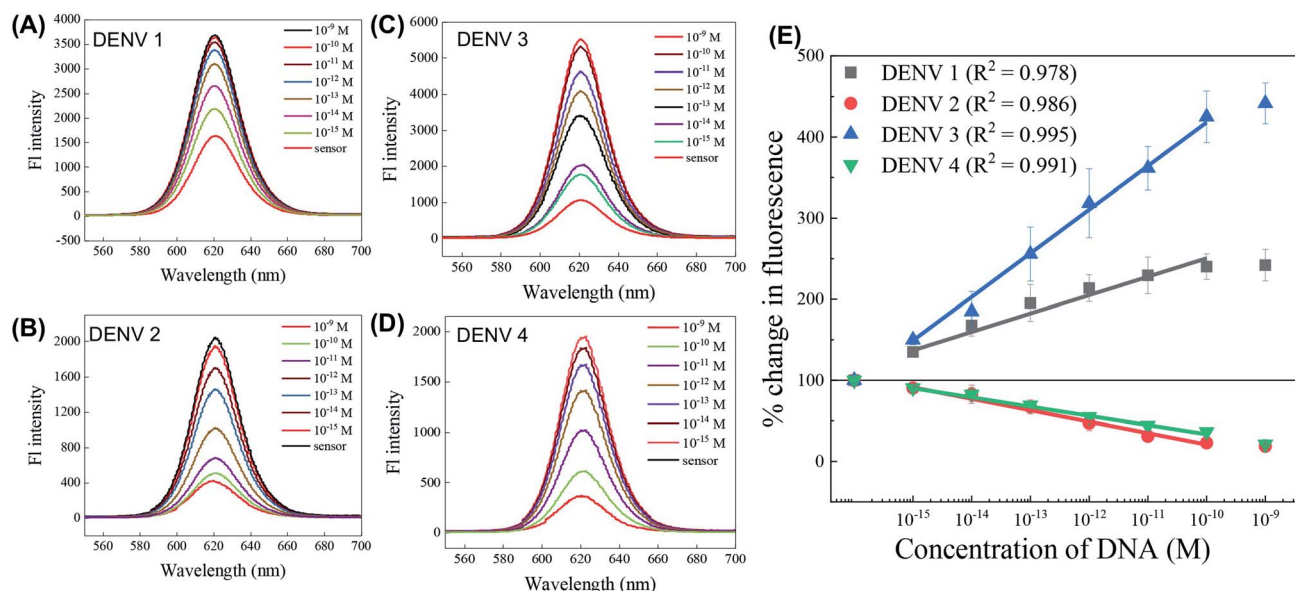 (A)
DENV 1
4000
3500
3000
2500
2000
1500
1000
500
0
-500
Fl intensity
560 580 600 620 640 660 680 700
Wavelength (nm)
10⁻⁹ M
10⁻¹⁰ M
10⁻¹¹ M
10⁻¹² M
10⁻¹³ M
10⁻¹⁴ M
10⁻¹⁵ M
sensor
(B)
DENV 2
2000
1600
1200
800
400
0
Fl intensity
560 580 600 620 640 660 680 700
Wavelength (nm)
10⁻⁹ M
10⁻¹⁰ M
10⁻¹¹ M
10⁻¹² M
10⁻¹³ M
10⁻¹⁴ M
10⁻¹⁵ M
sensor
(C)
DENV 3
6000
5000
4000
3000
2000
1000
0
Fl intensity
560 580 600 620 640 660 680 700
Wavelength (nm)
10⁻⁹ M
10⁻¹⁰ M
10⁻¹¹ M
10⁻¹² M
10⁻¹³ M
10⁻¹⁴ M
10⁻¹⁵ M
sensor
(D)
DENV 4
2000
1500
1000
500
0
Fl intensity
560 580 600 620 640 660 680 700
Wavelength (nm)
10⁻⁹ M
10⁻¹⁰ M
10⁻¹¹ M
10⁻¹² M
10⁻¹³ M
10⁻¹⁴ M
10⁻¹⁵ M
sensor
(E)
500
400
300
200
100
0
% change in fluorescence
DENV 1 (R² = 0.978)
DENV 2 (R² = 0.986)
DENV 3 (R² = 0.995)
DENV 4 (R² = 0.991)
10⁻¹⁵ 10⁻¹⁴ 10⁻¹³ 10⁻¹² 10⁻¹¹ 10⁻¹⁰ 10⁻⁹
Concentration of DNA (M)